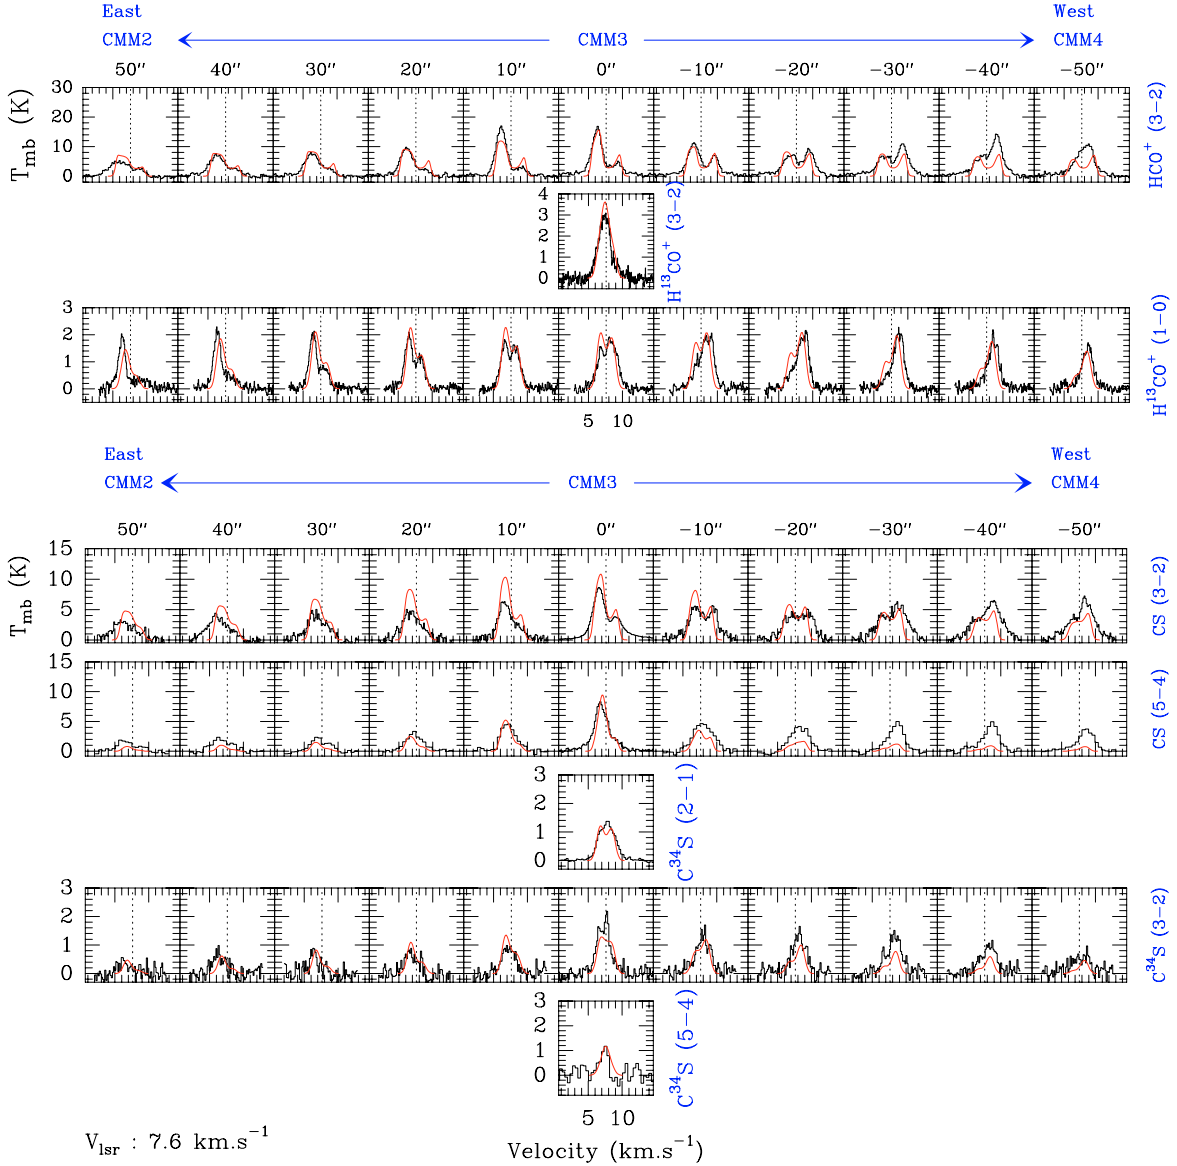 East West
CMM2 CMM3 CMM4
50″ 40″ 30″ 20″ 10″ 0″ −10″ −20″ −30″ −40″ −50″
T_mb (K)
30
20
10
0
HCO⁺ (3−2)
4
3
2
1
0
H¹³CO⁺ (3−2)
3
2
1
0
H¹³CO⁺ (1−0)
5 10
East West
CMM2 CMM3 CMM4
50″ 40″ 30″ 20″ 10″ 0″ −10″ −20″ −30″ −40″ −50″
T_mb (K)
15
10
5
0
CS (3−2)
15
10
5
0
CS (5−4)
3
2
1
0
C³⁴S (2−1)
3
2
1
0
C³⁴S (3−2)
3
2
1
0
C³⁴S (5−4)
5 10
V_lsr : 7.6 km.s⁻¹
Velocity (km.s⁻¹)